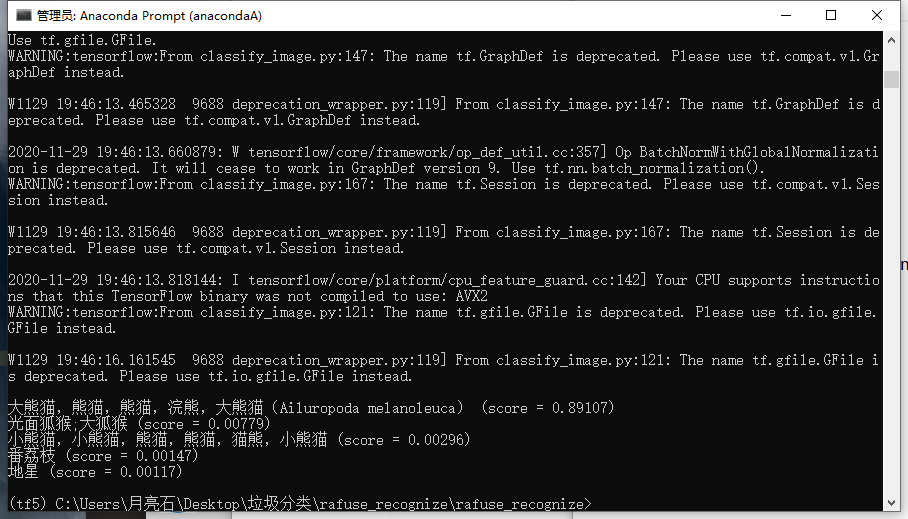 管理员: Anaconda Prompt (anacondaA)
Use tf.gfile.GFile.
WARNING:tensorflow:From classify_image.py:147: The name tf.GraphDef is deprecated. Please use tf.compat.v1.Gr
aphDef instead.
W1129 19:46:13.465328  9688 deprecation_wrapper.py:119] From classify_image.py:147: The name tf.GraphDef is d
eprecated. Please use tf.compat.v1.GraphDef instead.
2020-11-29 19:46:13.660879: W tensorflow/core/framework/op_def_util.cc:357] Op BatchNormWithGlobalNormalizati
on is deprecated. It will cease to work in GraphDef version 9. Use tf.nn.batch_normalization().
WARNING:tensorflow:From classify_image.py:167: The name tf.Session is deprecated. Please use tf.compat.v1.Ses
sion instead.
W1129 19:46:13.815646  9688 deprecation_wrapper.py:119] From classify_image.py:167: The name tf.Session is de
precated. Please use tf.compat.v1.Session instead.
2020-11-29 19:46:13.818144: I tensorflow/core/platform/cpu_feature_guard.cc:142] Your CPU supports instructio
ns that this TensorFlow binary was not compiled to use: AVX2
WARNING:tensorflow:From classify_image.py:121: The name tf.gfile.GFile is deprecated. Please use tf.io.gfile.
GFile instead.
W1129 19:46:16.161545  9688 deprecation_wrapper.py:119] From classify_image.py:121: The name tf.gfile.GFile i
s deprecated. Please use tf.io.gfile.GFile instead.
大熊猫，熊猫，熊猫，浣熊，大熊猫（Ailuropoda melanoleuca） (score = 0.89107)
光面狐猴;大狐猴 (score = 0.00779)
小熊猫，小熊猫，熊猫，熊猫，猫熊，小熊猫 (score = 0.00296)
番荔枝 (score = 0.00147)
地星 (score = 0.00117)
(tf5) C:\Users\月亮石\Desktop\垃圾分类\rafuse_recognize\rafuse_recognize>